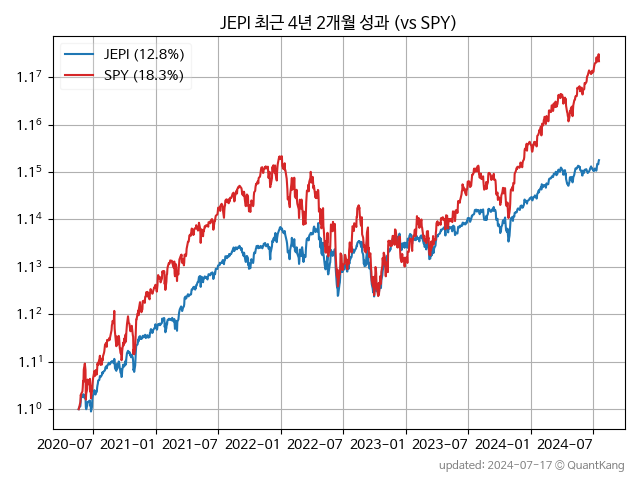 JEPI 최근 4년 2개월 성과 (vs SPY)
JEPI (12.8%)
SPY (18.3%)
1.1⁷
1.1⁶
1.1⁵
1.1⁴
1.1³
1.1²
1.1¹
1.1⁰
2020-07 2021-01 2021-07 2022-01 2022-07 2023-01 2023-07 2024-01 2024-07
updated: 2024-07-17 © QuantKang